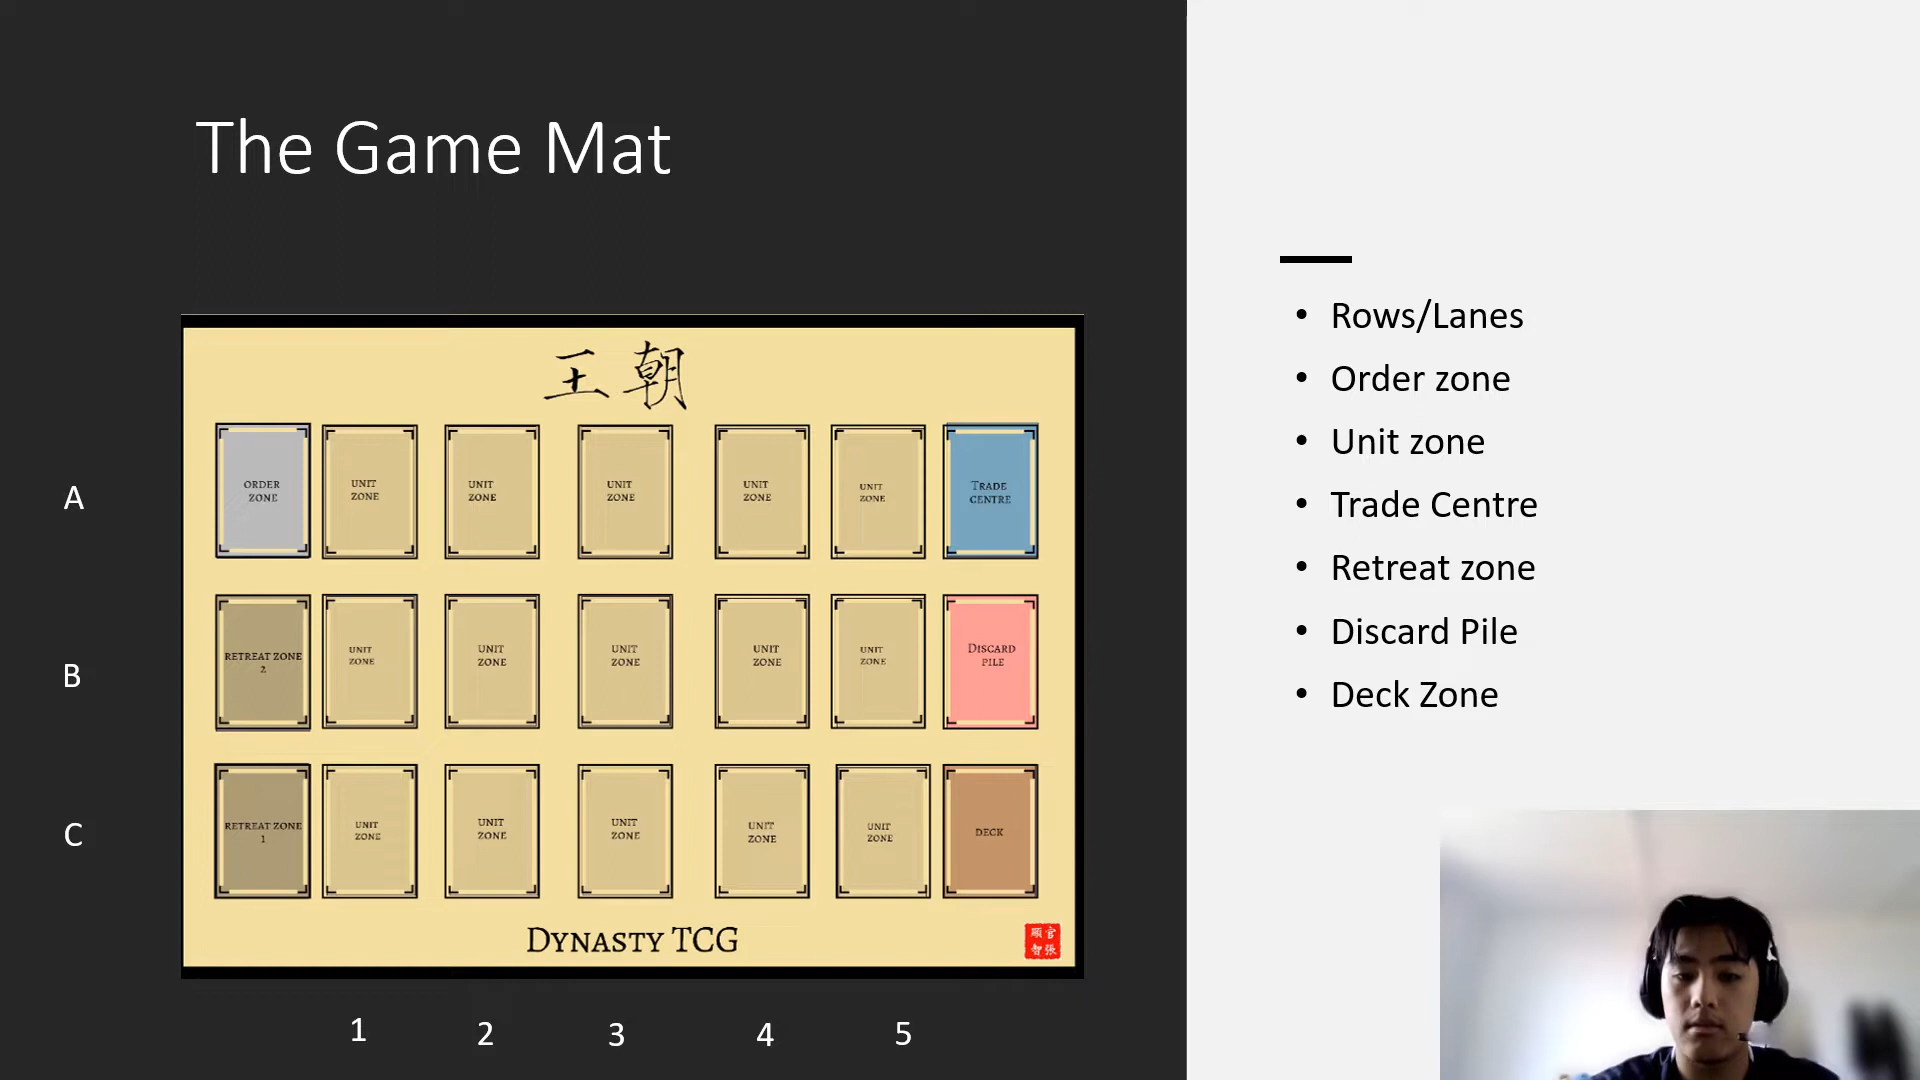 The Game Mat
王朝
A
ORDER
ZONE
UNIT
ZONE
UNIT
ZONE
UNIT
ZONE
UNIT
ZONE
UNIT
ZONE
TRADE
CENTRE
B
RETREAT ZONE
2
UNIT
ZONE
UNIT
ZONE
UNIT
ZONE
UNIT
ZONE
UNIT
ZONE
DISCARD
PILE
C
RETREAT ZONE
1
UNIT
ZONE
UNIT
ZONE
UNIT
ZONE
UNIT
ZONE
UNIT
ZONE
DECK
DYNASTY TCG
1 2 3 4 5
• Rows/Lanes
• Order zone
• Unit zone
• Trade Centre
• Retreat zone
• Discard Pile
• Deck Zone